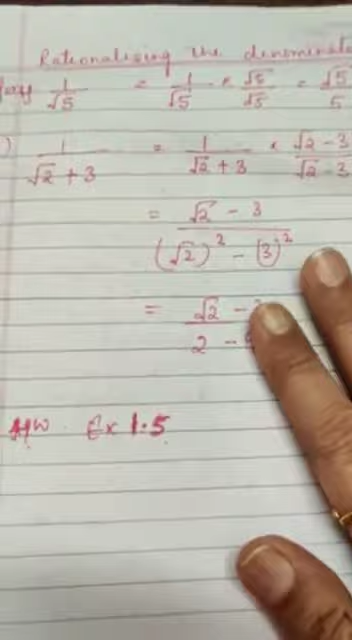 Rationalising the denominato
1/√5 = 1/√5 × √5/√5 = √5/5
) 1/(√2 + 3) = 1/(√2 + 3) × (√2 - 3)/(√2 - 3)
= (√2 - 3)/((√2)² - (3)²)
= √2 - / 2 -
HW. Ex 1.5